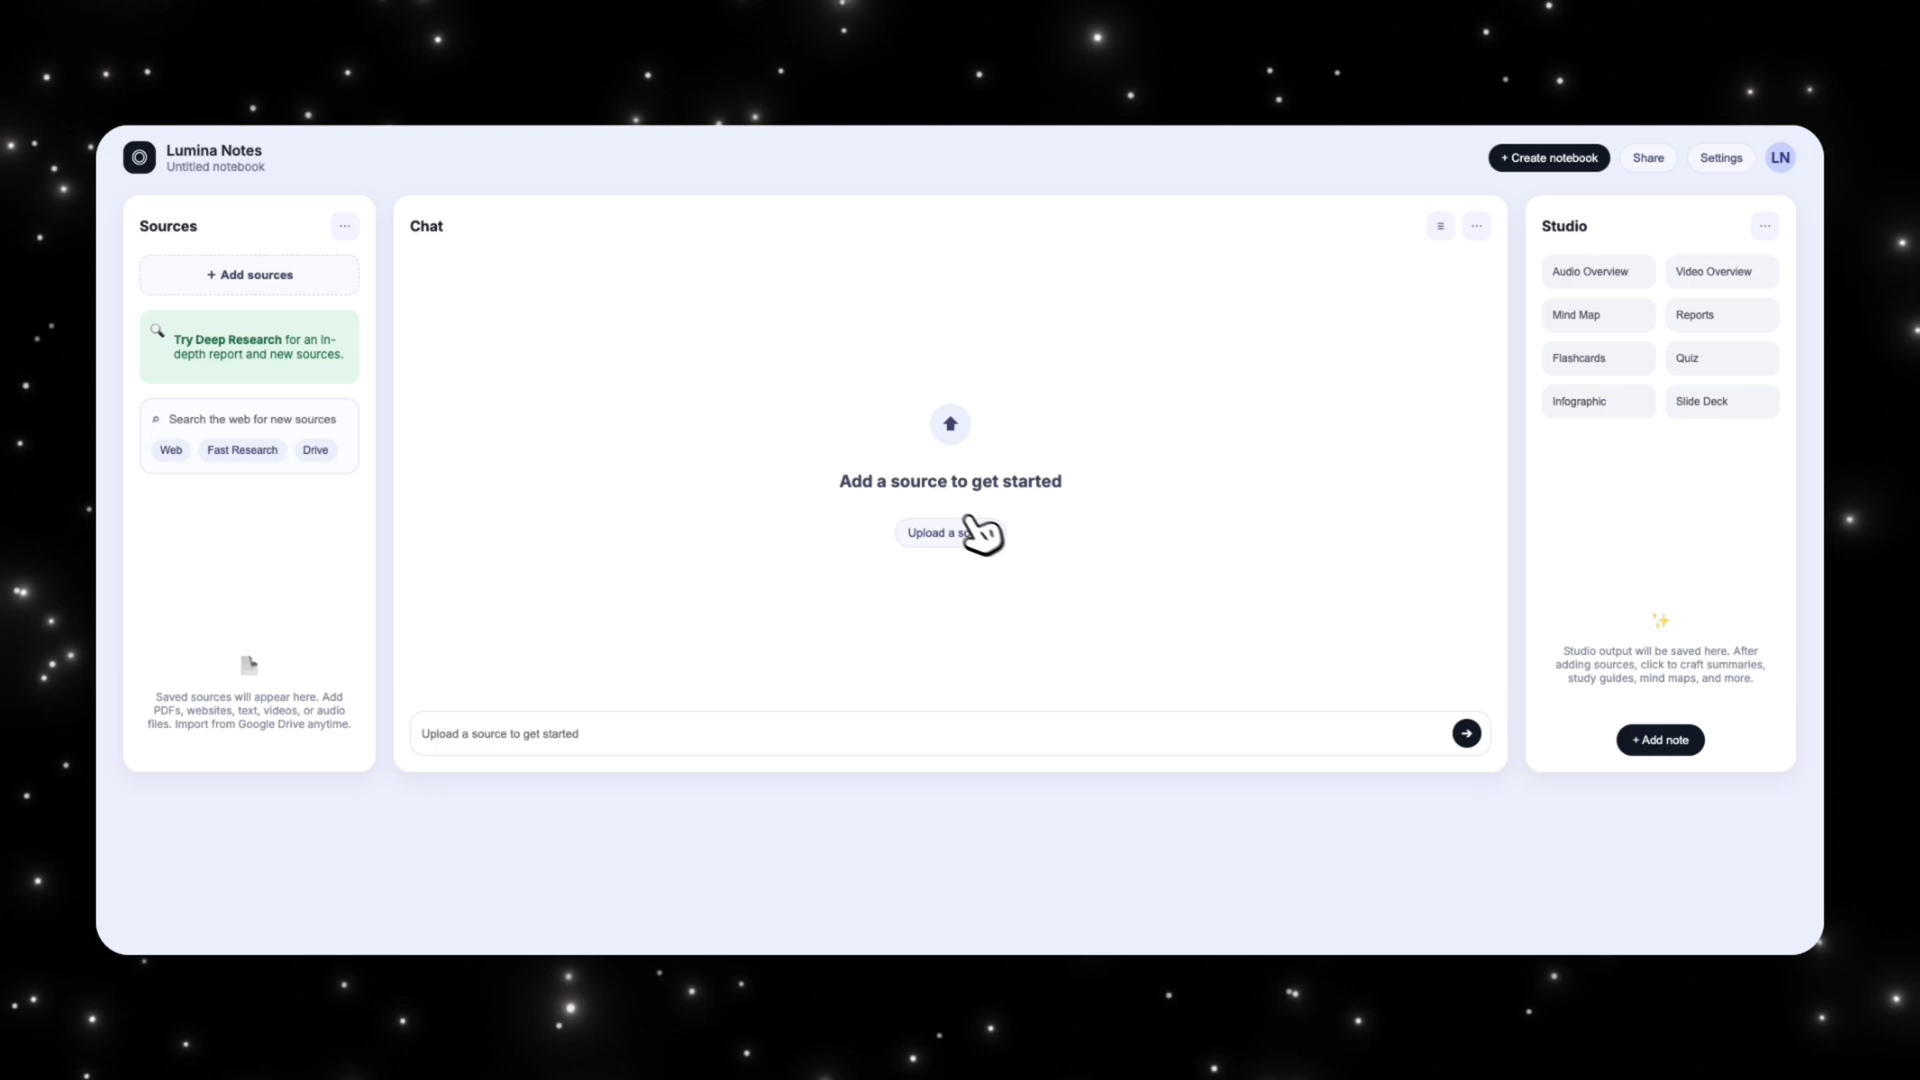 Lumina Notes
Untitled notebook
+ Create notebook
Share
Settings
LN
Sources
+ Add sources
Try Deep Research for an in-
depth report and new sources.
Search the web for new sources
Web
Fast Research
Drive
Saved sources will appear here. Add
PDFs, websites, text, videos, or audio
files. Import from Google Drive anytime.
Chat
Add a source to get started
Upload a
Upload a source to get started
Studio
Audio Overview
Video Overview
Mind Map
Reports
Flashcards
Quiz
Infographic
Slide Deck
Studio output will be saved here. After
adding sources, click to craft summaries,
study guides, mind maps, and more.
+ Add note